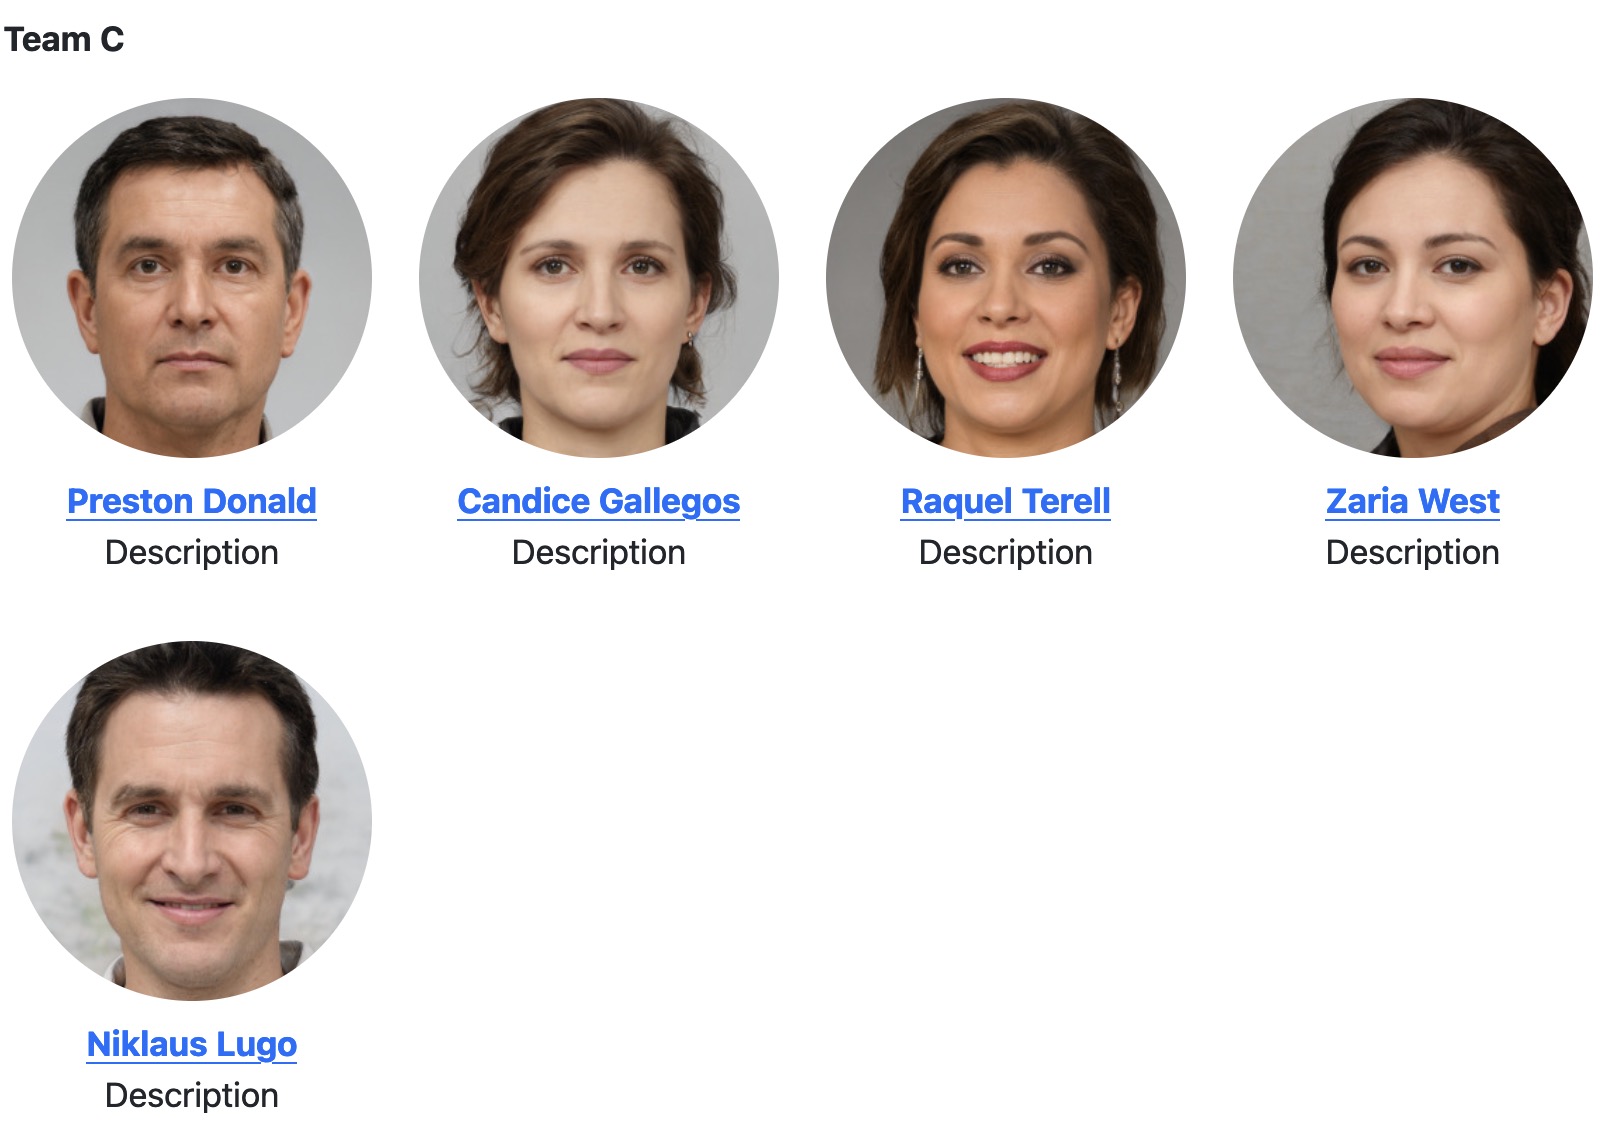 Team C
Preston Donald
Description
Candice Gallegos
Description
Raquel Terell
Description
Zaria West
Description
Niklaus Lugo
Description